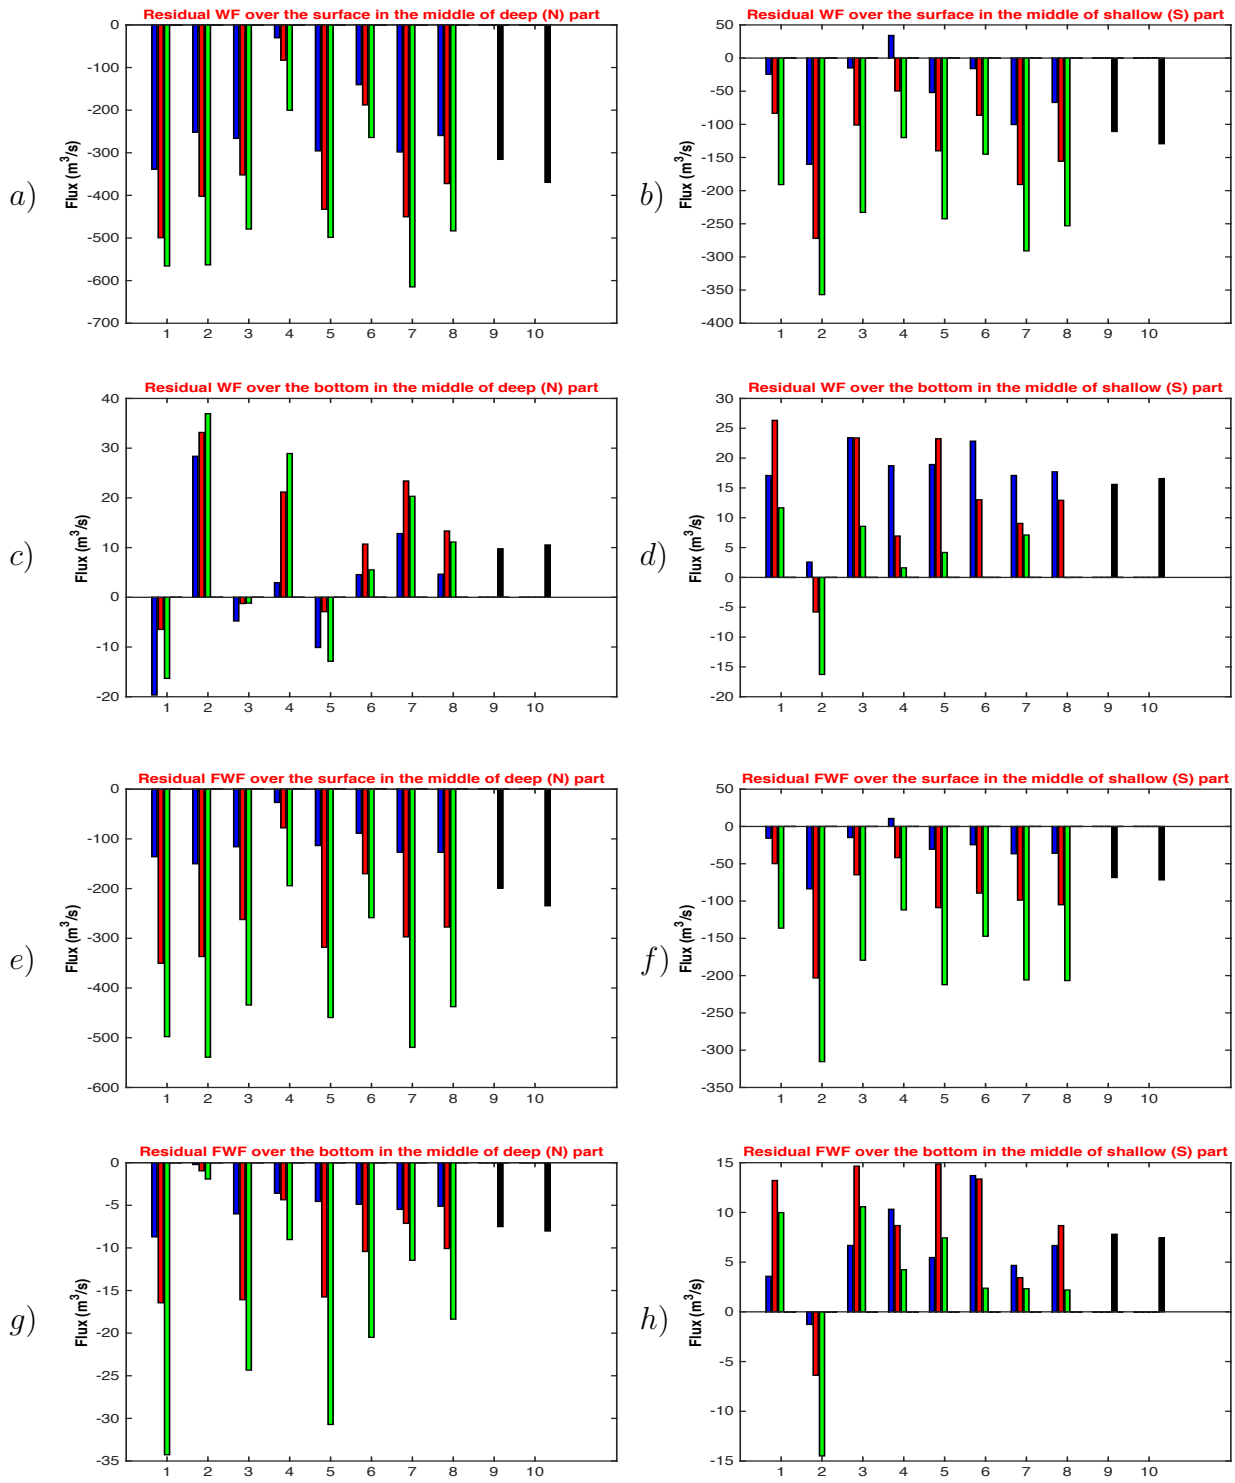 Residual WF over the surface in the middle of deep (N) part
0
-100
-200
-300
-400
-500
-600
-700
Flux (m³/s)
a)
1 2 3 4 5 6 7 8 9 10
Residual WF over the surface in the middle of shallow (S) part
50
0
-50
-100
-150
-200
-250
-300
-350
-400
Flux (m³/s)
b)
1 2 3 4 5 6 7 8 9 10
Residual WF over the bottom in the middle of deep (N) part
40
30
20
10
0
-10
-20
Flux (m³/s)
c)
1 2 3 4 5 6 7 8 9 10
Residual WF over the bottom in the middle of shallow (S) part
30
25
20
15
10
5
0
-5
-10
-15
-20
Flux (m³/s)
d)
1 2 3 4 5 6 7 8 9 10
Residual FWF over the surface in the middle of deep (N) part
0
-100
-200
-300
-400
-500
-600
Flux (m³/s)
e)
1 2 3 4 5 6 7 8 9 10
Residual FWF over the surface in the middle of shallow (S) part
50
0
-50
-100
-150
-200
-250
-300
-350
Flux (m³/s)
f)
1 2 3 4 5 6 7 8 9 10
Residual FWF over the bottom in the middle of deep (N) part
0
-5
-10
-15
-20
-25
-30
-35
Flux (m³/s)
g)
1 2 3 4 5 6 7 8 9 10
Residual FWF over the bottom in the middle of shallow (S) part
15
10
5
0
-5
-10
-15
Flux (m³/s)
h)
1 2 3 4 5 6 7 8 9 10